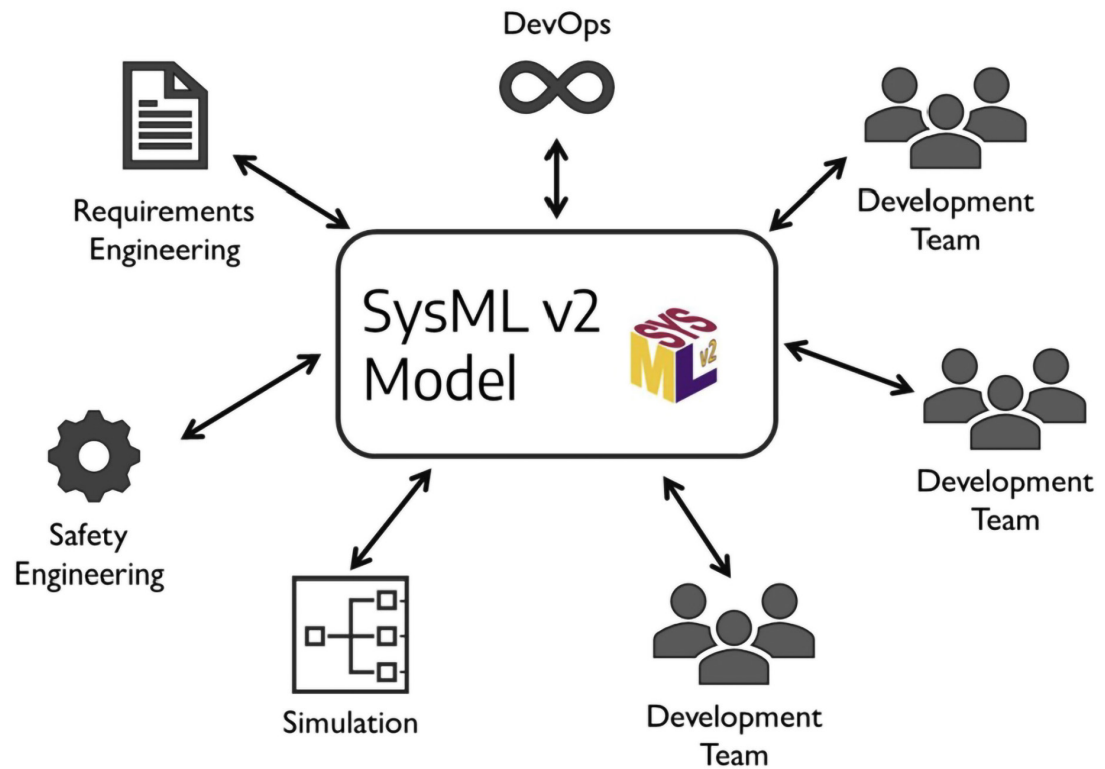 DevOps
Requirements
Engineering
Development
Team
SysML v2
Model
SYS
ML
v2
Development
Team
Safety
Engineering
Simulation
Development
Team